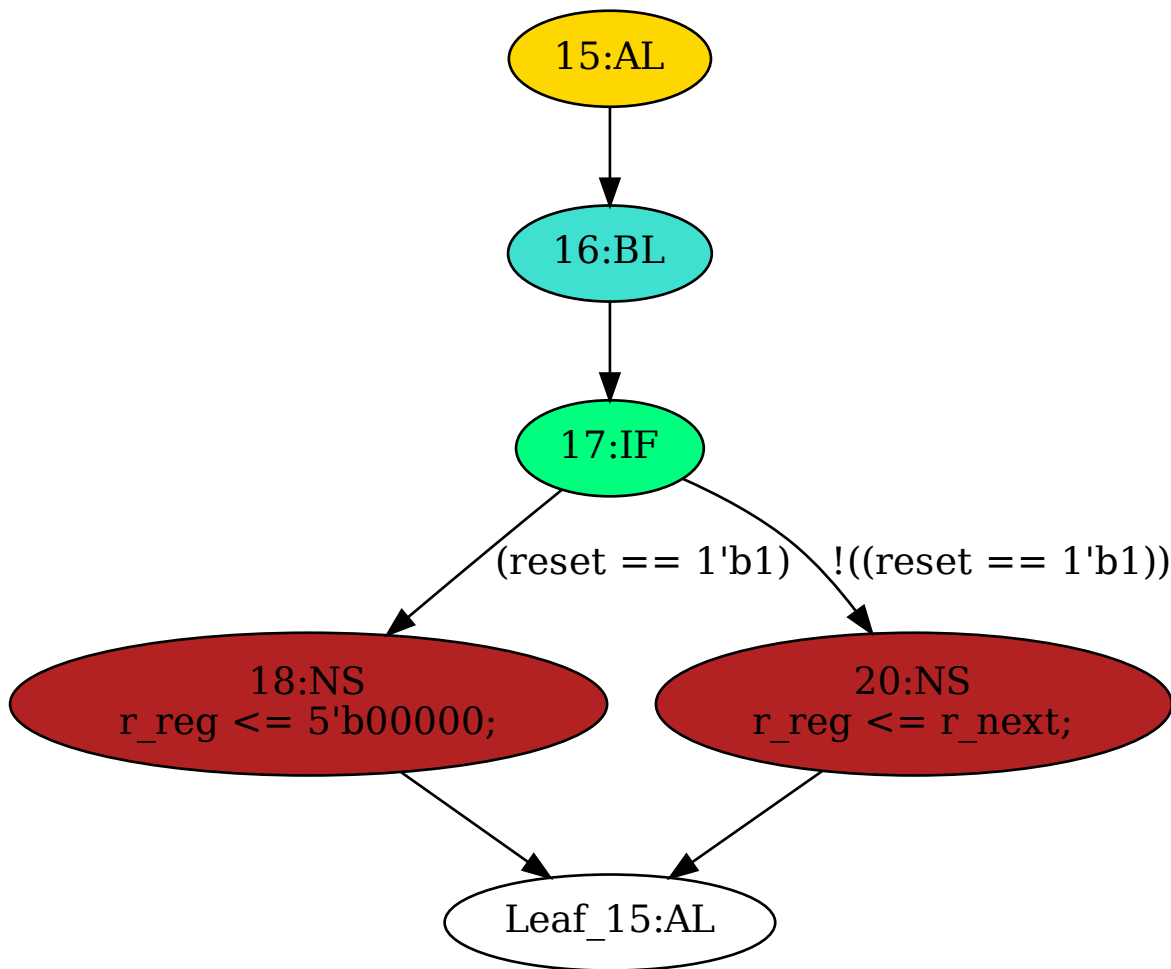 15:AL
16:BL
17:IF
(reset == 1'b1)
!((reset == 1'b1))
18:NS
r_reg <= 5'b00000;
20:NS
r_reg <= r_next;
Leaf_15:AL